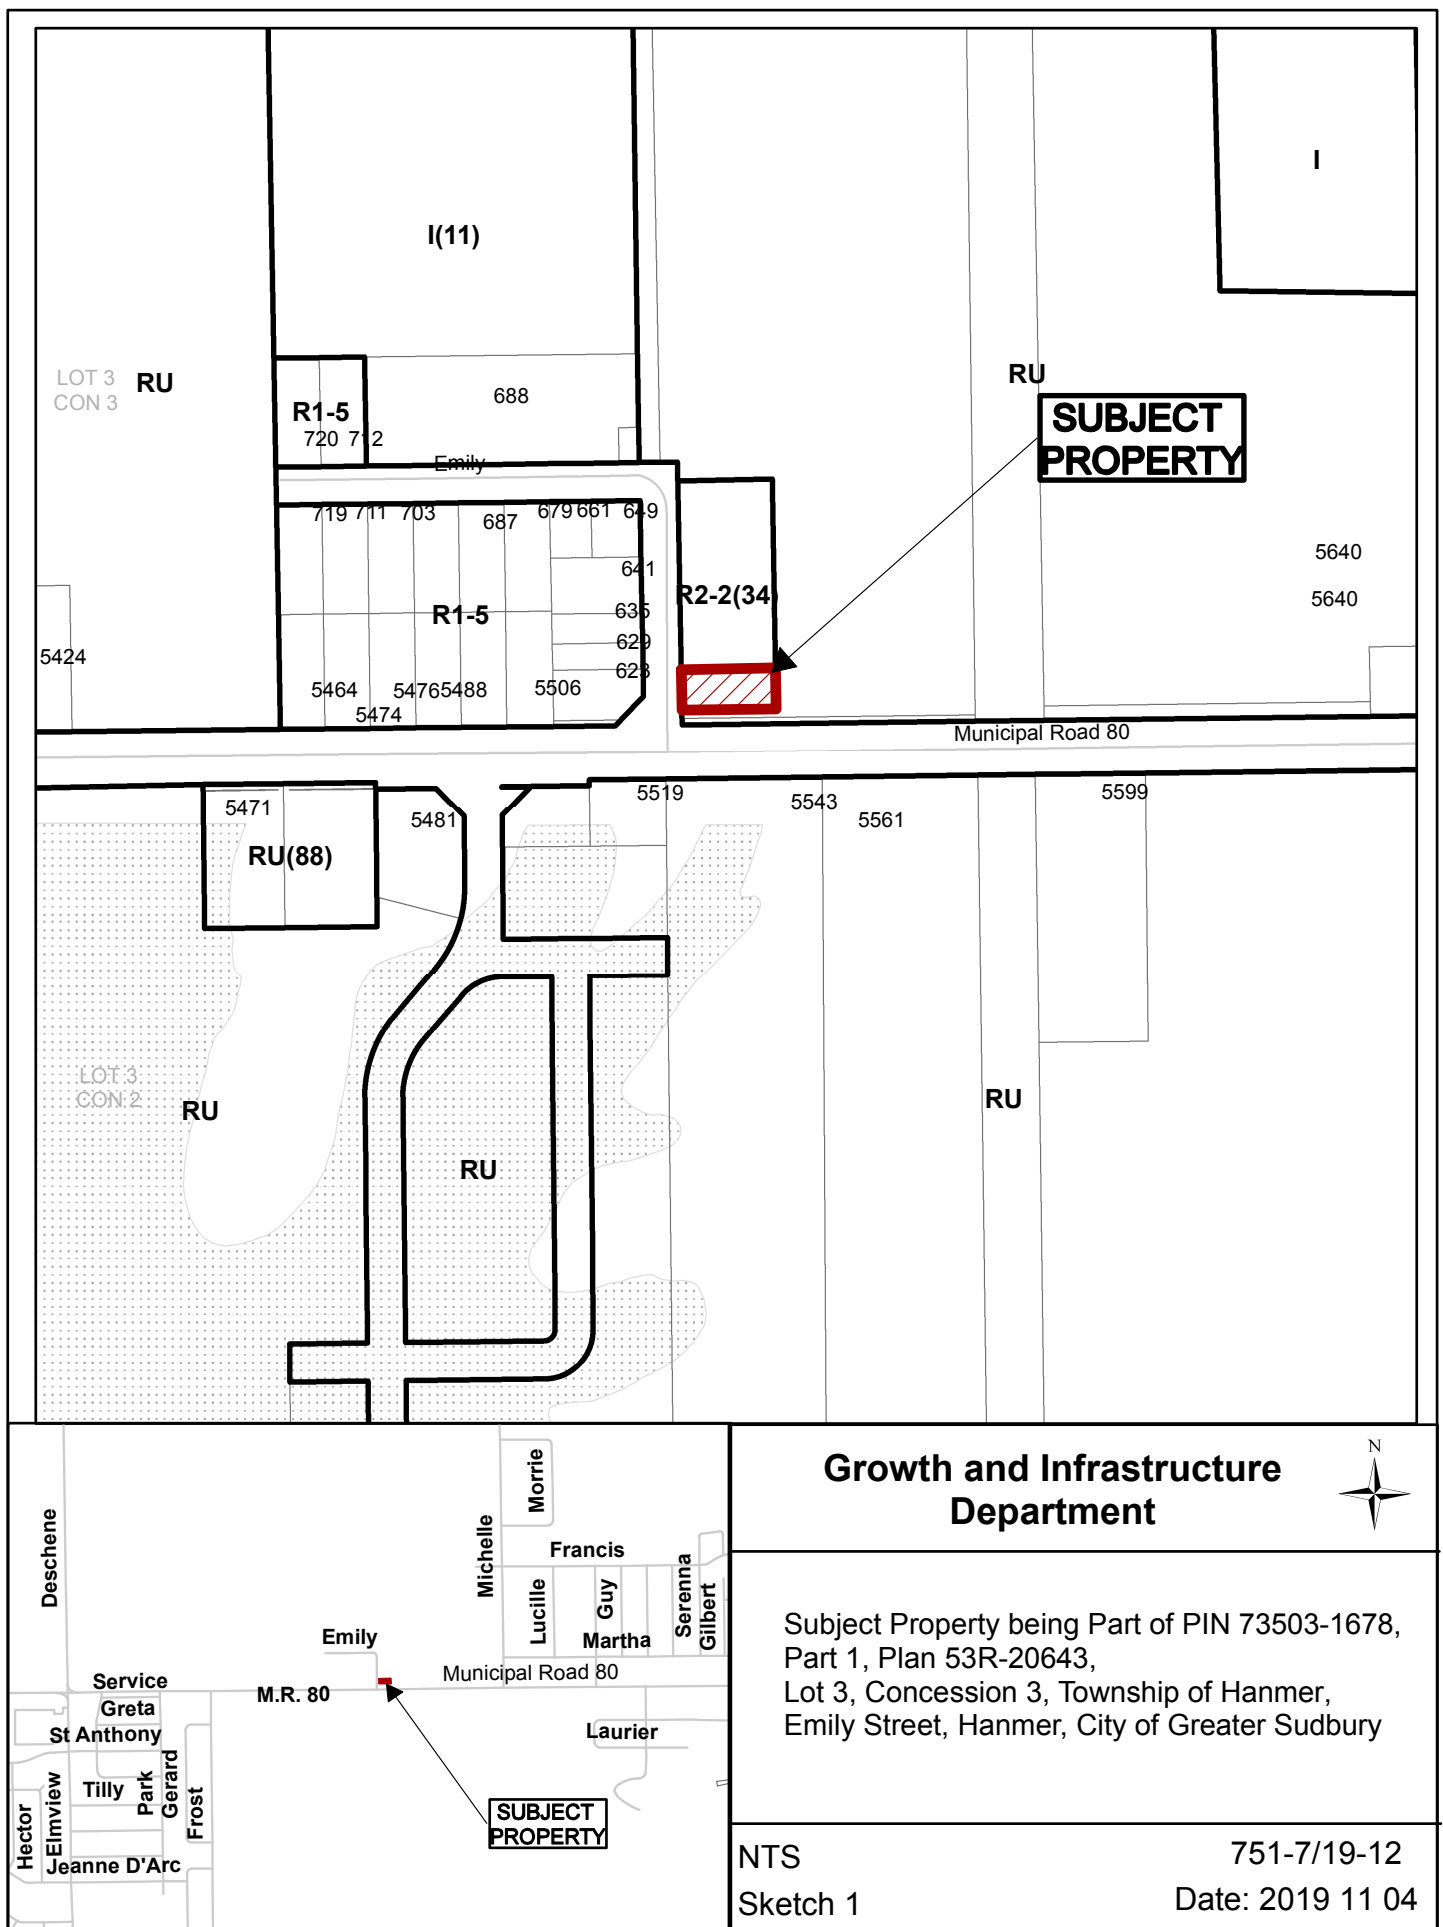 I
I(11)
LOT 3
CON 3
RU
RU
SUBJECT
PROPERTY
688
R1-5
720 712
Emily
719 711 703 687 679 661 649
641
R2-2(34)
635
R1-5
629
623
5640
5640
5424
5464 5476 5488 5506
5474
Municipal Road 80
5471
5481
5519
5543
5561
5599
RU(88)
LOT 3
CON 2
RU
RU
RU
Deschene
Morrie
Michelle
Francis
Lucille
Guy
Serenna
Gilbert
Martha
Emily
Municipal Road 80
Service
M.R. 80
Greta
St Anthony
Laurier
Tilly
Park
Gerard
Frost
Elmview
Hector
Jeanne D'Arc
SUBJECT
PROPERTY
Growth and Infrastructure
Department
N
Subject Property being Part of PIN 73503-1678,
Part 1, Plan 53R-20643,
Lot 3, Concession 3, Township of Hanmer,
Emily Street, Hanmer, City of Greater Sudbury
NTS
751-7/19-12
Sketch 1
Date: 2019 11 04